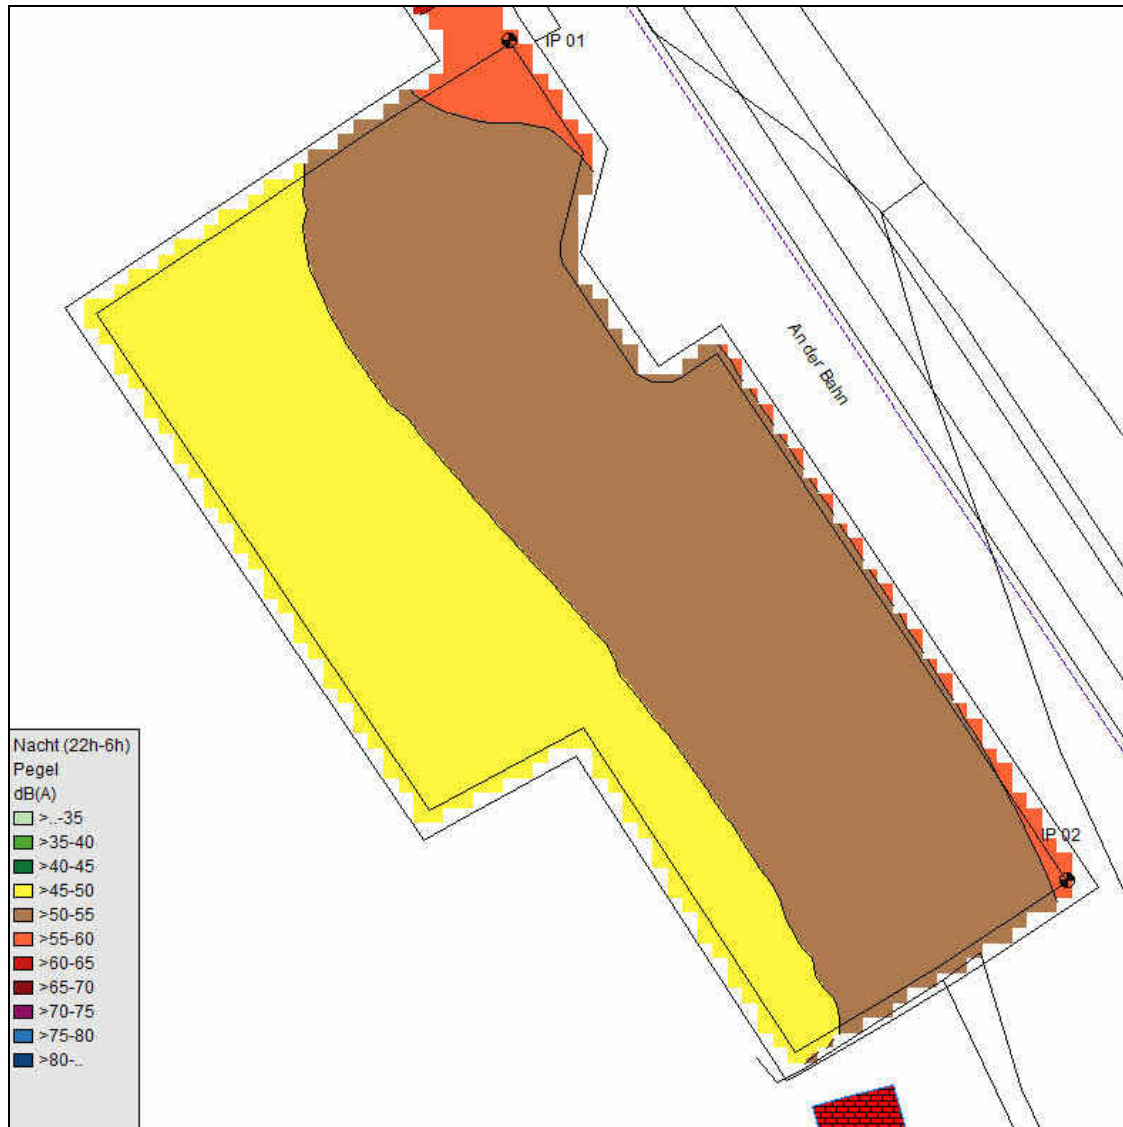 IP 01
An der Bahn
IP 02
Nacht (22h-6h)
Pegel
dB(A)
>..-35
>35-40
>40-45
>45-50
>50-55
>55-60
>60-65
>65-70
>70-75
>75-80
>80-..